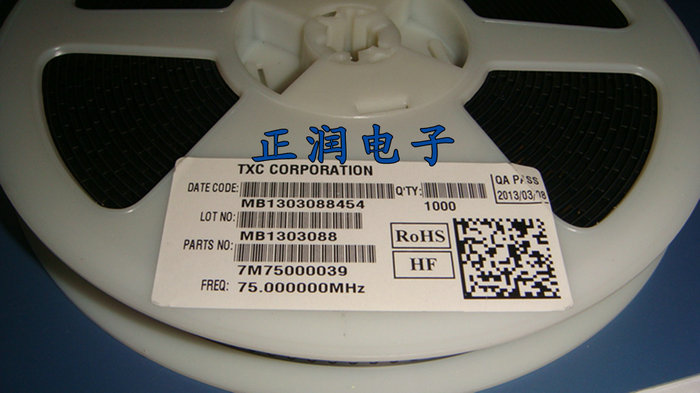 正润电子
TXC CORPORATION
DATE CODE:
MB1303088454
Q'TY:
1000
QA PASS
2013/03/08
LOT NO:
MB1303088
PARTS NO:
7M75000039
FREQ: 75.000000MHz
RoHS
HF